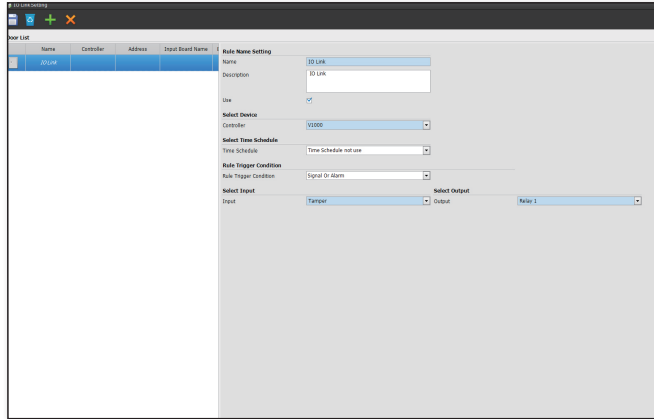 IO Link Setting
Door List
Name Controller Address Input Board Name
IO Link
Rule Name Setting
Name IO Link
Description IO Link
Use
Select Device
Controller V1000
Select Time Schedule
Time Schedule Time Schedule not use
Rule Trigger Condition
Rule Trigger Condition Signal Or Alarm
Select Input Select Output
Input Tamper Output Relay 1